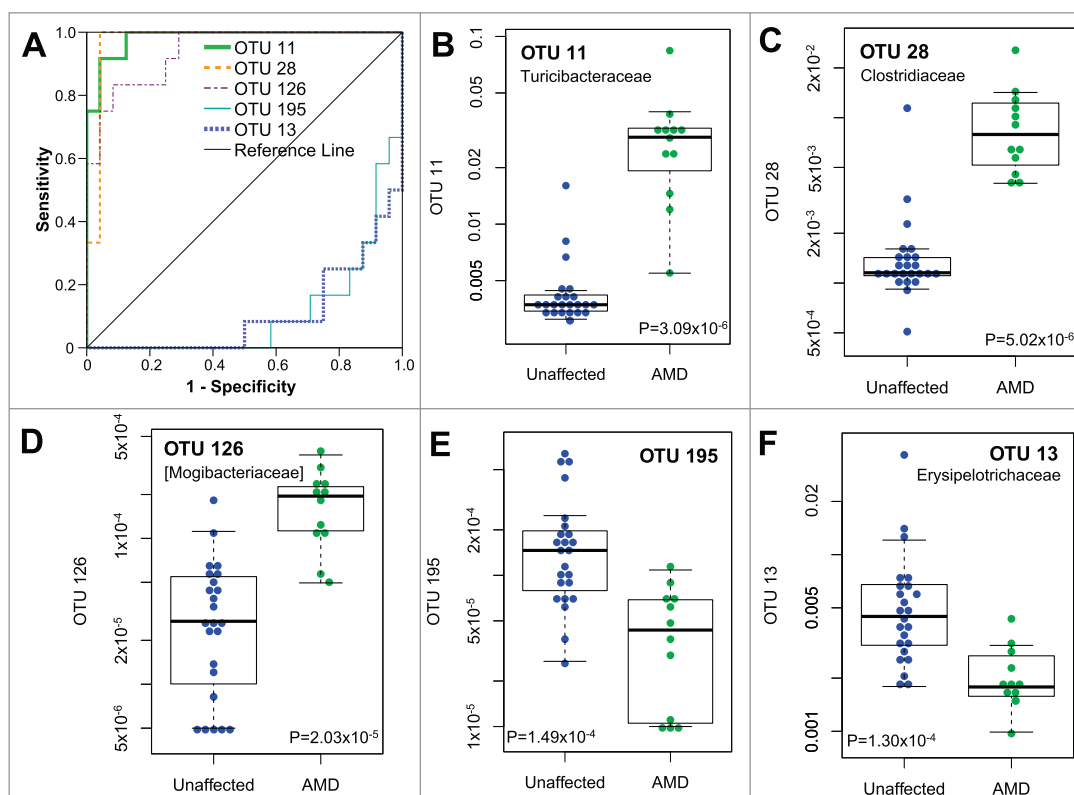 A
OTU 11
OTU 28
OTU 126
OTU 195
OTU 13
Reference Line
Sensitivity
1.0
0.8
0.6
0.4
0.2
0
0 0.2 0.4 0.6 0.8 1.0
1 - Specificity
B
OTU 11
Turicibacteraceae
OTU 11
0.1
0.05
0.02
0.01
0.005
P=3.09x10-6
Unaffected AMD
C
OTU 28
Clostridiaceae
OTU 28
2x10-2
5x10-3
2x10-3
5x10-4
P=5.02x10-6
Unaffected AMD
D
OTU 126
[Mogibacteriaceae]
OTU 126
5x10-4
1x10-4
2x10-5
5x10-6
P=2.03x10-5
Unaffected AMD
E
OTU 195
OTU 195
2x10-4
5x10-5
1x10-5
P=1.49x10-4
Unaffected AMD
F
OTU 13
Erysipelotrichaceae
OTU 13
0.02
0.005
0.001
P=1.30x10-4
Unaffected AMD